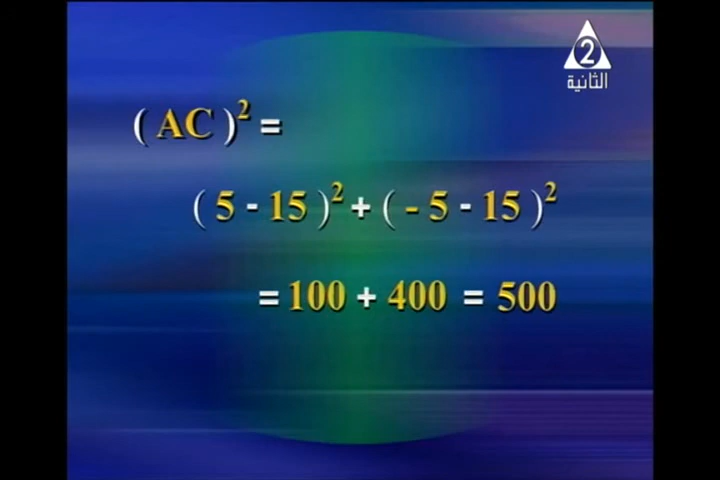 2
الثانية
( AC )² =
( 5 - 15 )² + ( - 5 - 15 )²
= 100 + 400 = 500